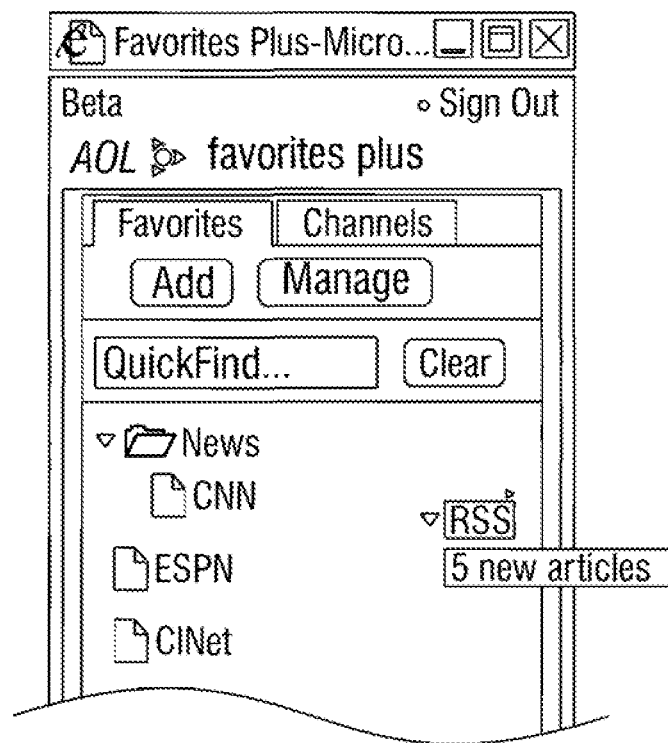 Favorites Plus-Micro...
Beta
Sign Out
AOL favorites plus
Favorites Channels
Add Manage
QuickFind... Clear
News
CNN
RSS
5 new articles
ESPN
CINet